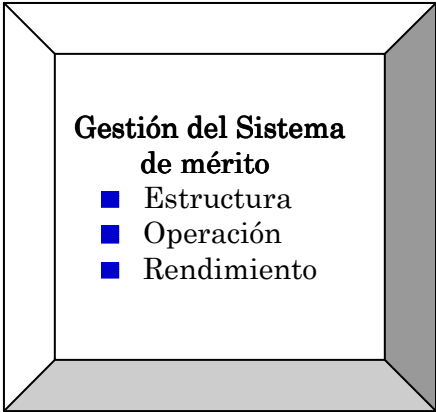 Gestión del Sistema
de mérito
Estructura
Operación
Rendimiento